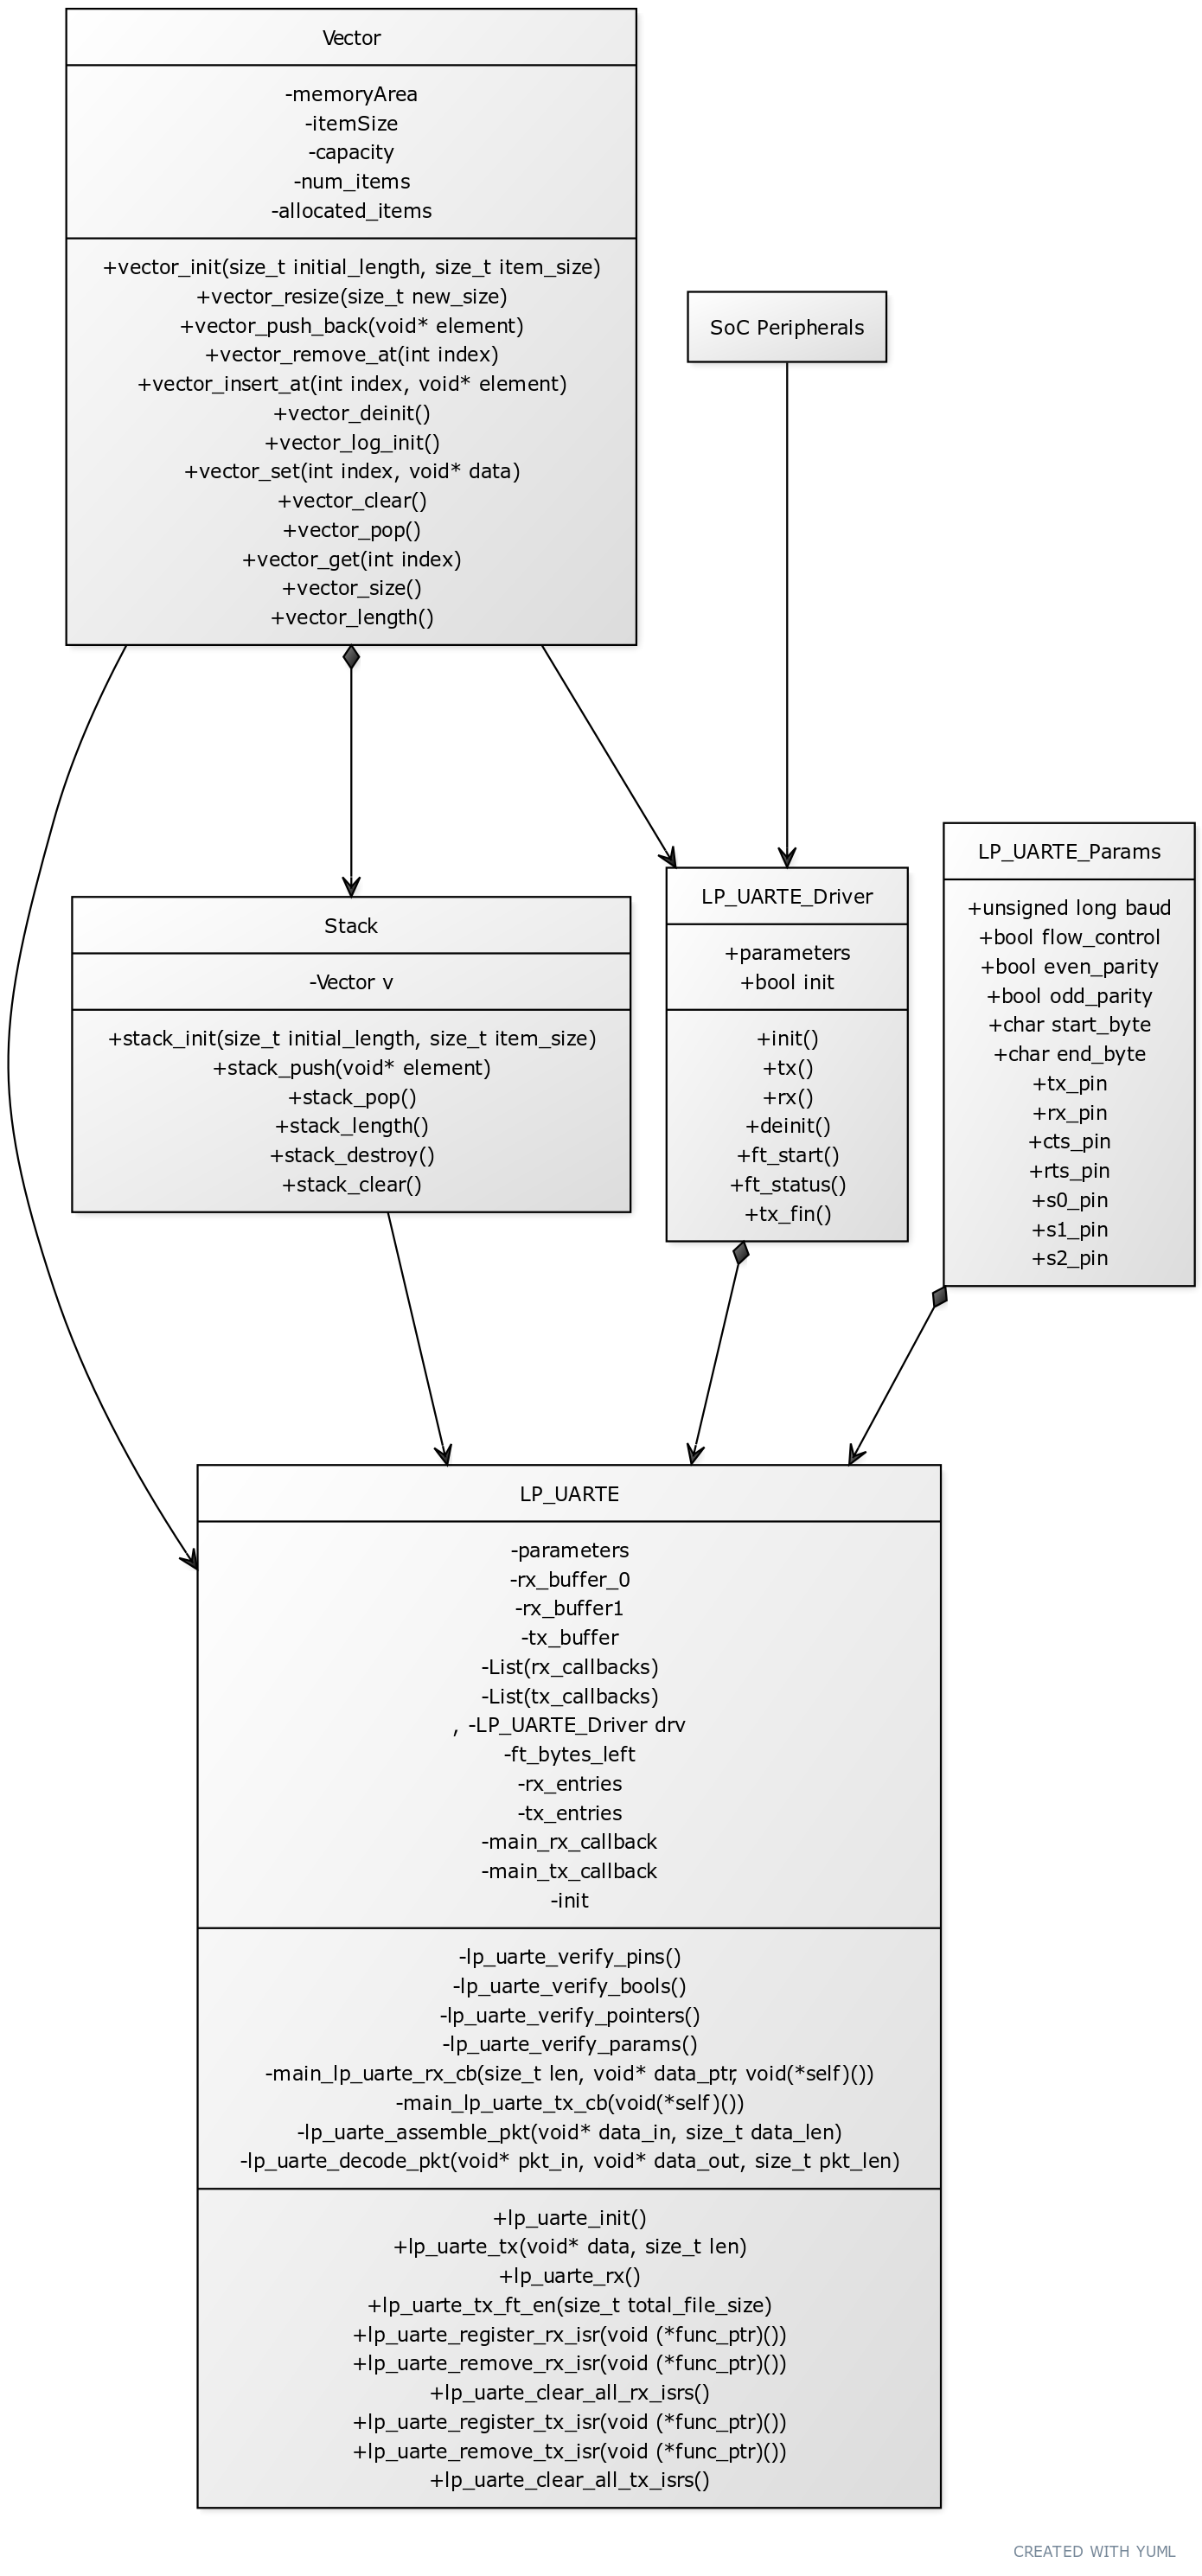 Vector
-memoryArea
-itemSize
-capacity
-num_items
-allocated_items
+vector_init(size_t initial_length, size_t item_size)
+vector_resize(size_t new_size)
+vector_push_back(void* element)
+vector_remove_at(int index)
+vector_insert_at(int index, void* element)
+vector_deinit()
+vector_log_init()
+vector_set(int index, void* data)
+vector_clear()
+vector_pop()
+vector_get(int index)
+vector_size()
+vector_length()
SoC Peripherals
Stack
-Vector v
+stack_init(size_t initial_length, size_t item_size)
+stack_push(void* element)
+stack_pop()
+stack_length()
+stack_destroy()
+stack_clear()
LP_UARTE_Driver
+parameters
+bool init
+init()
+tx()
+rx()
+deinit()
+ft_start()
+ft_status()
+tx_fin()
LP_UARTE_Params
+unsigned long baud
+bool flow_control
+bool even_parity
+bool odd_parity
+char start_byte
+char end_byte
+tx_pin
+rx_pin
+cts_pin
+rts_pin
+s0_pin
+s1_pin
+s2_pin
LP_UARTE
-parameters
-rx_buffer_0
-rx_buffer1
-tx_buffer
-List(rx_callbacks)
-List(tx_callbacks)
, -LP_UARTE_Driver drv
-ft_bytes_left
-rx_entries
-tx_entries
-main_rx_callback
-main_tx_callback
-init
-lp_uarte_verify_pins()
-lp_uarte_verify_bools()
-lp_uarte_verify_pointers()
-lp_uarte_verify_params()
-main_lp_uarte_rx_cb(size_t len, void* data_ptr, void(*self)())
-main_lp_uarte_tx_cb(void(*self)())
-lp_uarte_assemble_pkt(void* data_in, size_t data_len)
-lp_uarte_decode_pkt(void* pkt_in, void* data_out, size_t pkt_len)
+lp_uarte_init()
+lp_uarte_tx(void* data, size_t len)
+lp_uarte_rx()
+lp_uarte_tx_ft_en(size_t total_file_size)
+lp_uarte_register_rx_isr(void (*func_ptr)())
+lp_uarte_remove_rx_isr(void (*func_ptr)())
+lp_uarte_clear_all_rx_isrs()
+lp_uarte_register_tx_isr(void (*func_ptr)())
+lp_uarte_remove_tx_isr(void (*func_ptr)())
+lp_uarte_clear_all_tx_isrs()
CREATED WITH YUML